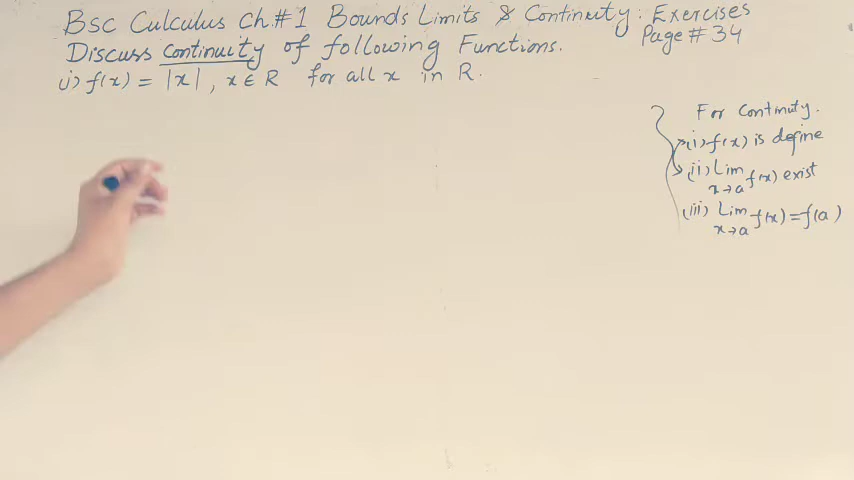 Bsc Calculus Ch.#1 Bounds Limits & Continuity: Exercises
Page # 34
Discuss Continuity of following Functions.
(i) f(x) = |x| , x ∈ R for all x in R.
For Continuty.
(i) f(x) is define
(ii) Lim x→a f(x) exist
(iii) Lim x→a f(x) = f(a)